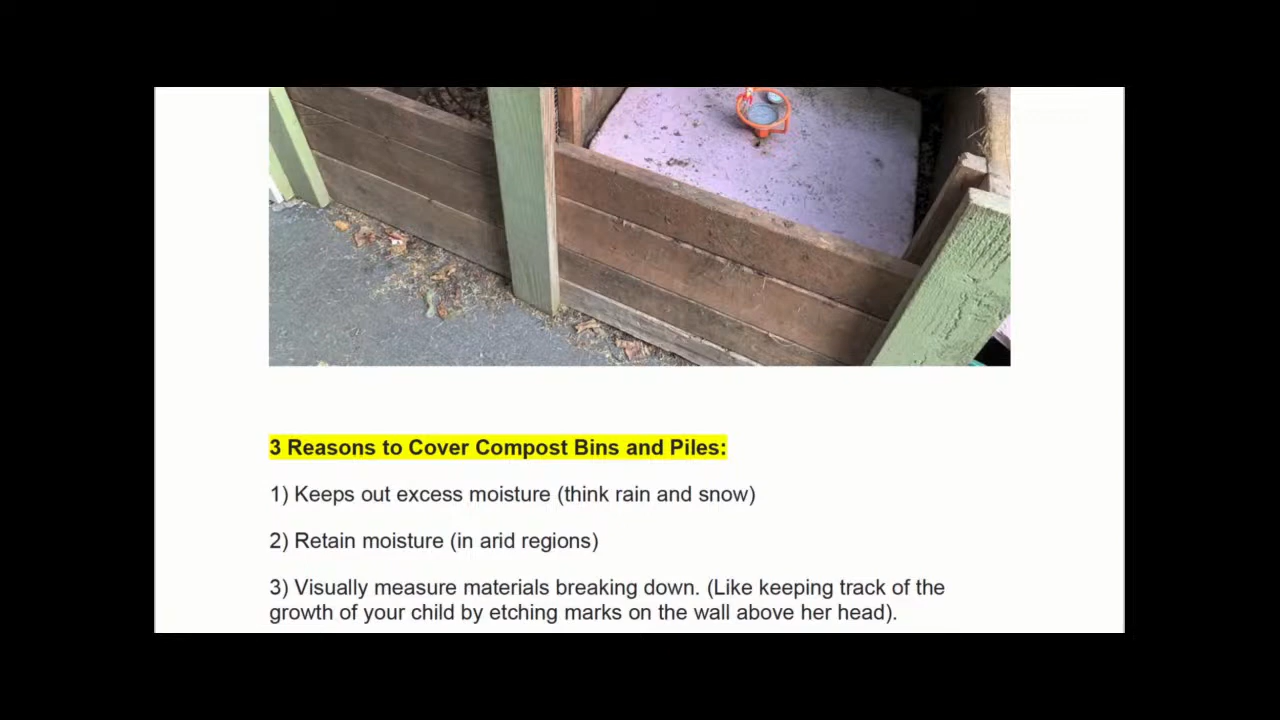 3 Reasons to Cover Compost Bins and Piles:
1) Keeps out excess moisture (think rain and snow)
2) Retain moisture (in arid regions)
3) Visually measure materials breaking down. (Like keeping track of the
growth of your child by etching marks on the wall above her head).